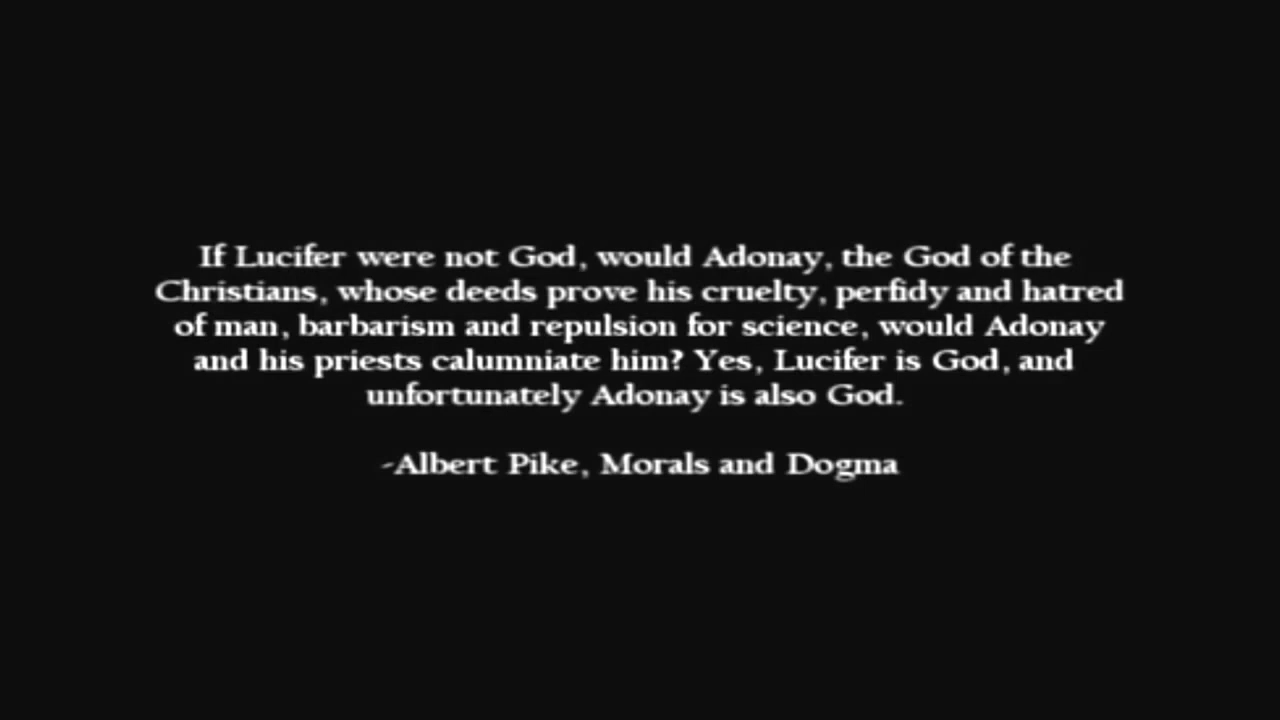 If Lucifer were not God, would Adonay, the God of the
Christians, whose deeds prove his cruelty, perfidy and hatred
of man, barbarism and repulsion for science, would Adonay
and his priests calumniate him? Yes, Lucifer is God, and
unfortunately Adonay is also God.
-Albert Pike, Morals and Dogma